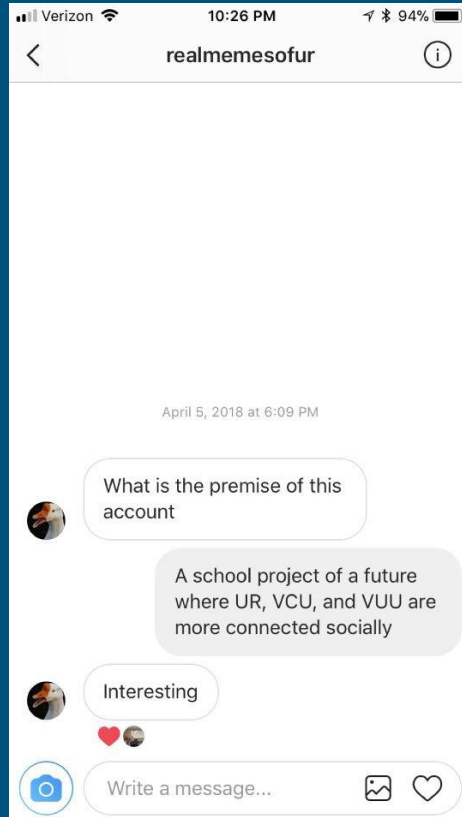 Verizon 10:26 PM 94%
realmemesofur
April 5, 2018 at 6:09 PM
What is the premise of this
account
A school project of a future
where UR, VCU, and VUU are
more connected socially
Interesting
Write a message...